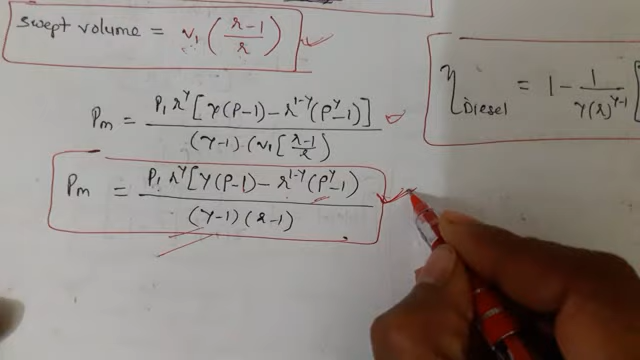 Swept volume = v₁ (r-1/r)
η Diesel = 1 - 1/γ(r)^γ-1 [
Pm = P₁ r^γ [γ(ρ-1) - r^1-γ (ρ^γ-1)] / (γ-1) · (v₁ [r-1/r)
Pm = P₁ r^γ [γ(ρ-1) - r^1-γ (ρ^γ-1) / (γ-1) (r-1)